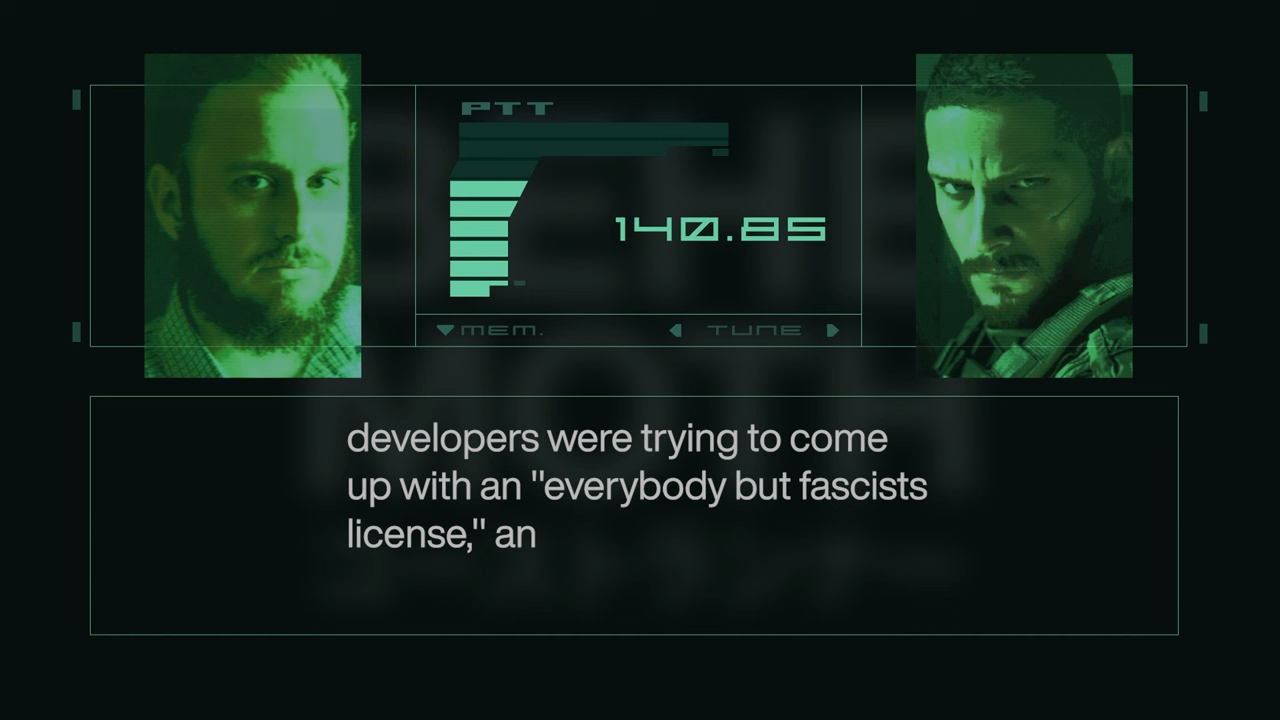 PTT
140.85
MEM.
TUNE
developers were trying to come
up with an "everybody but fascists
license," an